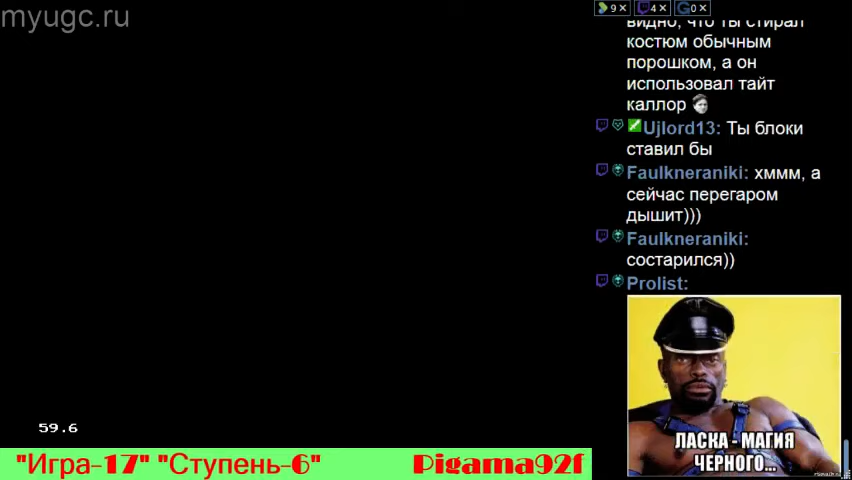 myugc.ru
9 × 4 × 0 ×
видно, что ты стирал
костюм обычным
порошком, а он
использовал тайт
каллор
Ujlord13: Ты блоки
ставил бы
Faulkneraniki: хммм, а
сейчас перегаром
дышит)))
Faulkneraniki:
состарился))
Prolist:
ЛАСКА - МАГИЯ
ЧЕРНОГО...
59.6
"Игра-17" "Ступень-6" Pigama92f